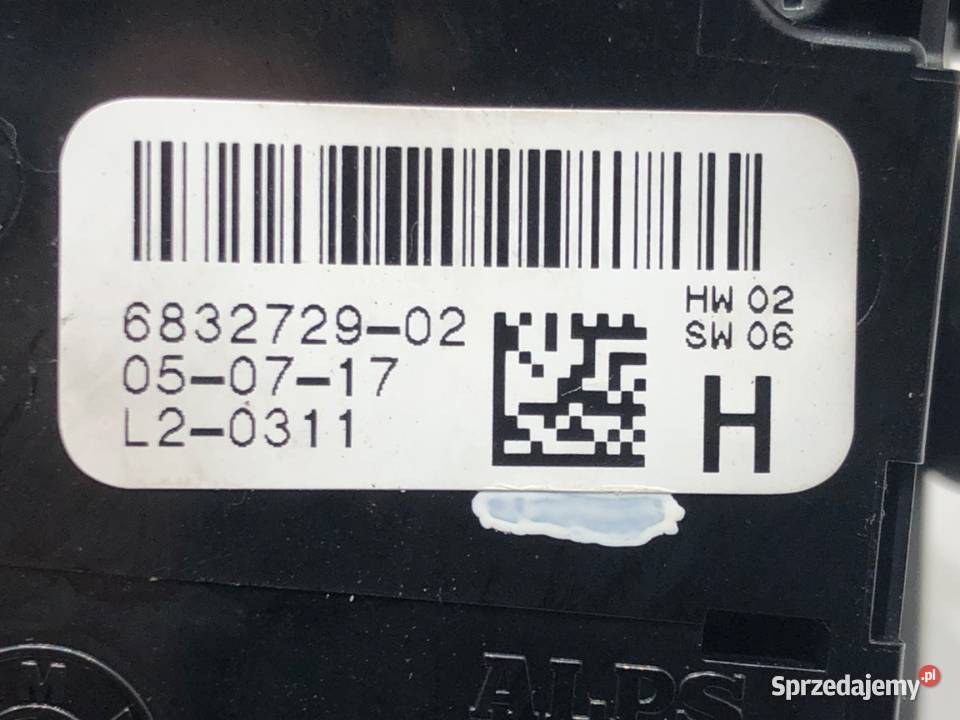 6832729-02
05-07-17
L2-0311
HW 02
SW 06
H
M
ALPS
Sprzedajemy.pl